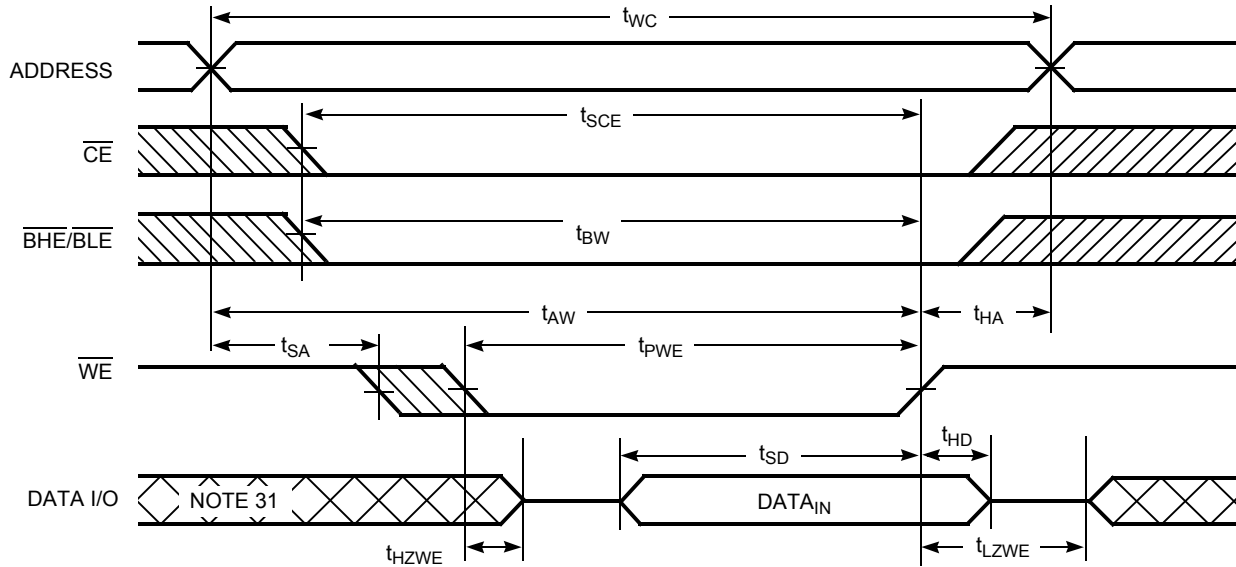 tWC
ADDRESS
tSCE
CE
tBW
BHE/BLE
tAW
tHA
tSA
tPWE
WE
tSD
tHD
DATA I/O
NOTE 31
DATAIN
tHZWE
tLZWE